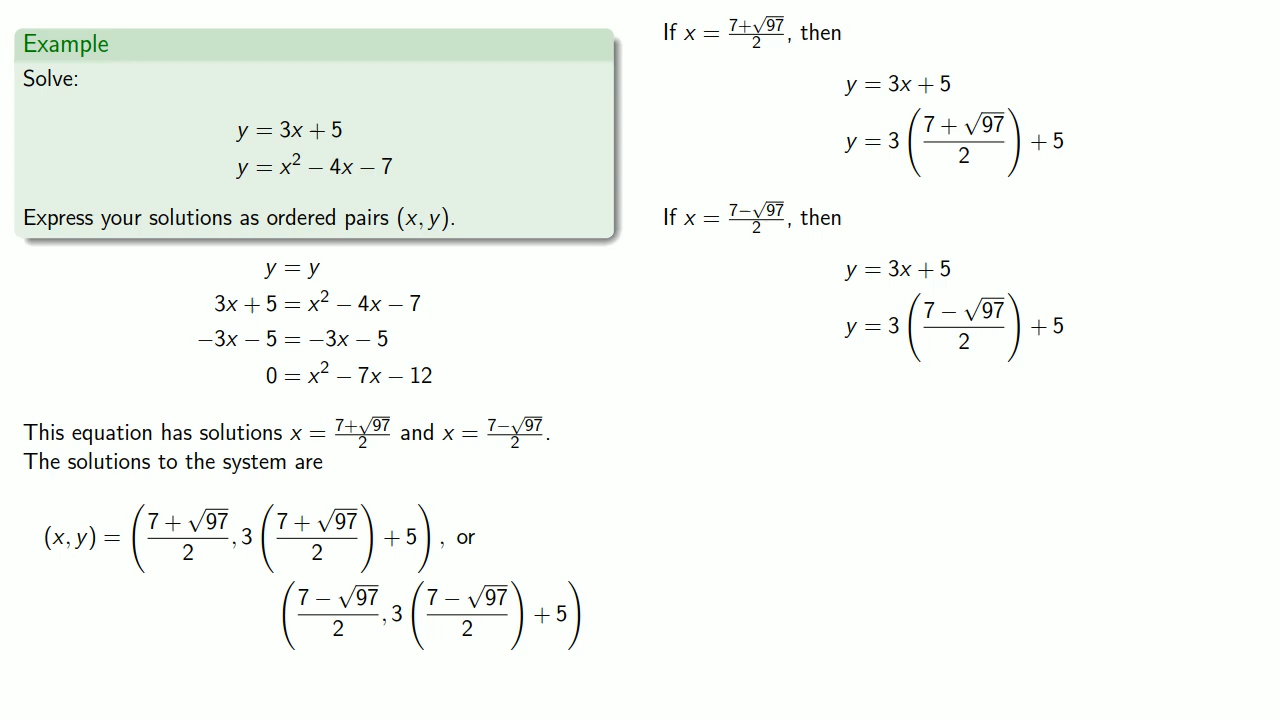 Example
Solve:
y = 3x + 5
y = x² − 4x − 7
Express your solutions as ordered pairs (x, y).
y = y
3x + 5 = x² − 4x − 7
−3x − 5 = −3x − 5
0 = x² − 7x − 12
This equation has solutions x = (7+√97)/2 and x = (7−√97)/2.
The solutions to the system are
(x, y) = ((7 + √97)/2, 3((7 + √97)/2) + 5), or
((7 − √97)/2, 3((7 − √97)/2) + 5)
If x = (7+√97)/2, then
y = 3x + 5
y = 3((7 + √97)/2) + 5
If x = (7−√97)/2, then
y = 3x + 5
y = 3((7 − √97)/2) + 5